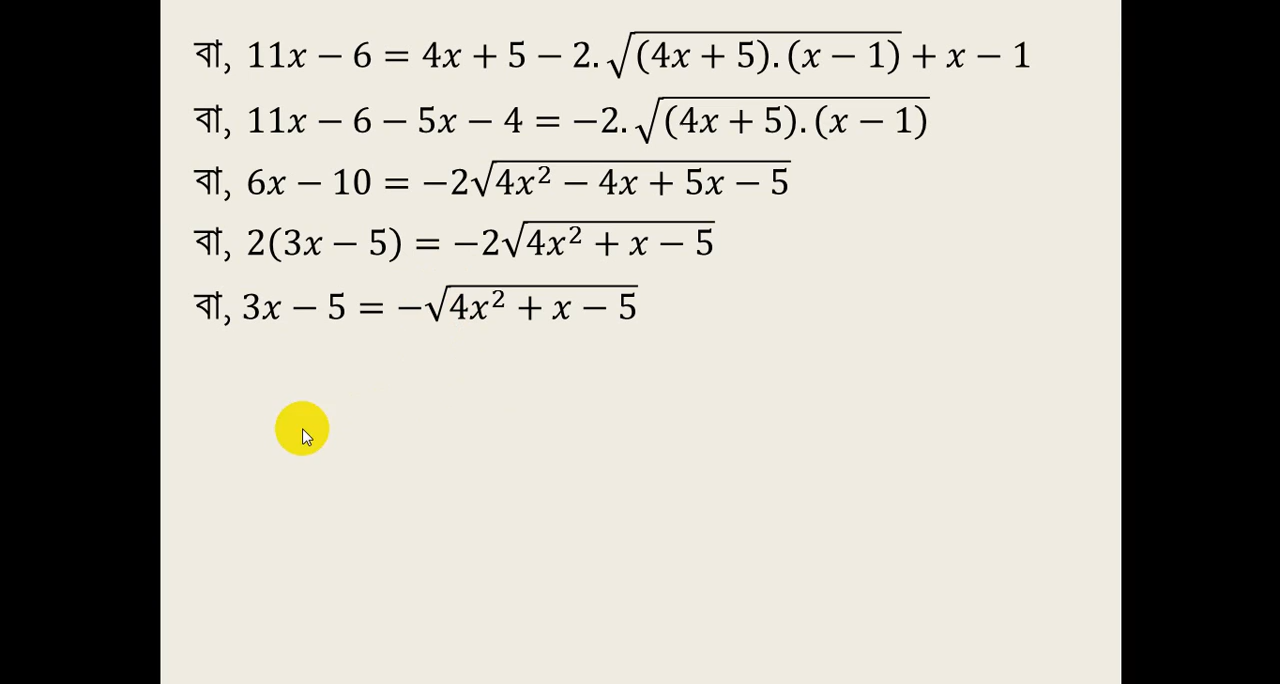 বা, 11x − 6 = 4x + 5 − 2.√(4x + 5).(x − 1) + x − 1
বা, 11x − 6 − 5x − 4 = −2.√(4x + 5).(x − 1)
বা, 6x − 10 = −2√4x² − 4x + 5x − 5
বা, 2(3x − 5) = −2√4x² + x − 5
বা, 3x − 5 = −√4x² + x − 5